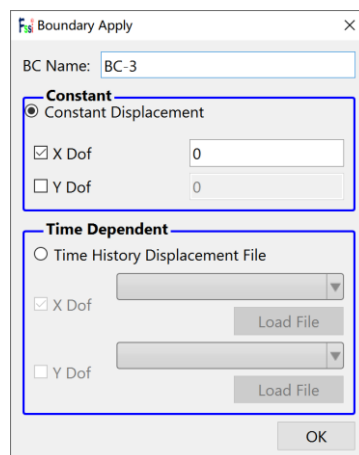 Fssi Boundary Apply
BC Name: BC-3
Constant
Constant Displacement
X Dof 0
Y Dof 0
Time Dependent
Time History Displacement File
X Dof
Load File
Y Dof
Load File
OK